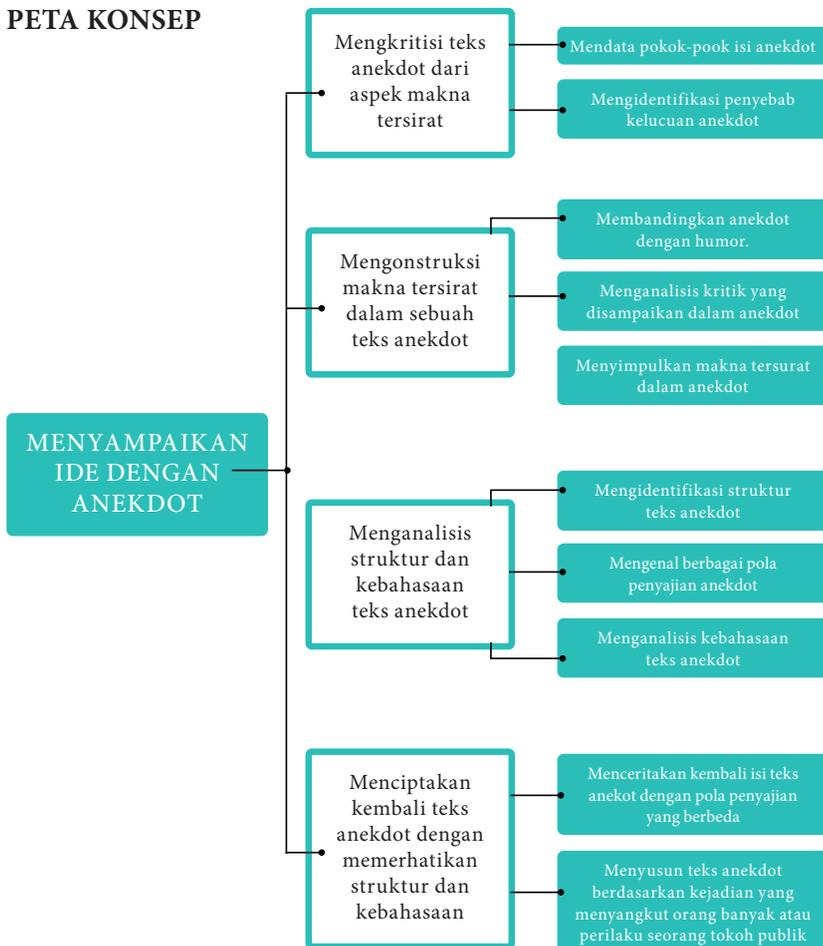 PETA KONSEP
Mengkritisi teks
anekdot dari
aspek makna
tersirat
Mendata pokok-pook isi anekdot
Mengidentifikasi penyebab
kelucuan anekdot
Mengonstruksi
makna tersirat
dalam sebuah
teks anekdot
Membandingkan anekdot
dengan humor.
Menganalisis kritik yang
disampaikan dalam anekdot
Menyimpulkan makna tersurat
dalam anekdot
MENYAMPAIKAN
IDE DENGAN
ANEKDOT
Menganalisis
struktur dan
kebahasaan
teks anekdot
Mengidentifikasi struktur
teks anekdot
Mengenal berbagai pola
penyajian anekdot
Menganalisis kebahasaan
teks anekdot
Menciptakan
kembali teks
anekdot dengan
memerhatikan
struktur dan
kebahasaan
Menceritakan kembali isi teks
anekot dengan pola penyajian
yang berbeda
Menyusun teks anekdot
berdasarkan kejadian yang
menyangkut orang banyak atau
perilaku seorang tokoh publik